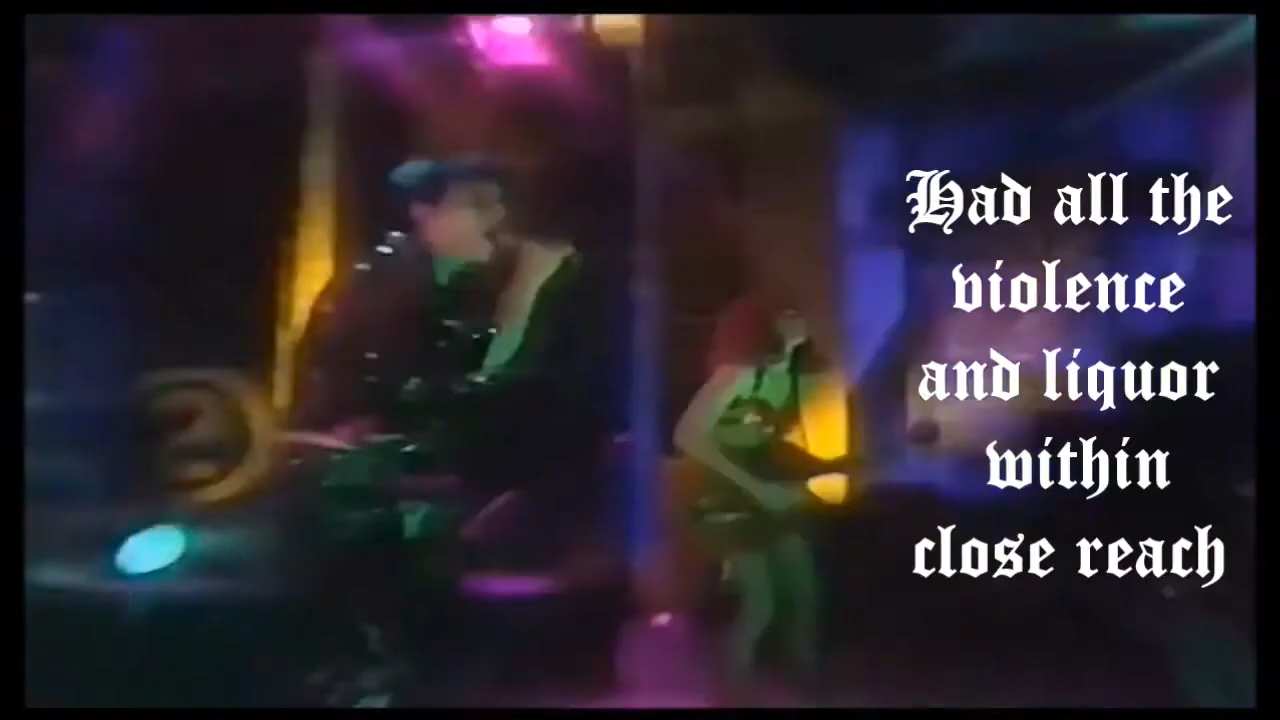 Had all the
violence
and liquor
within
close reach